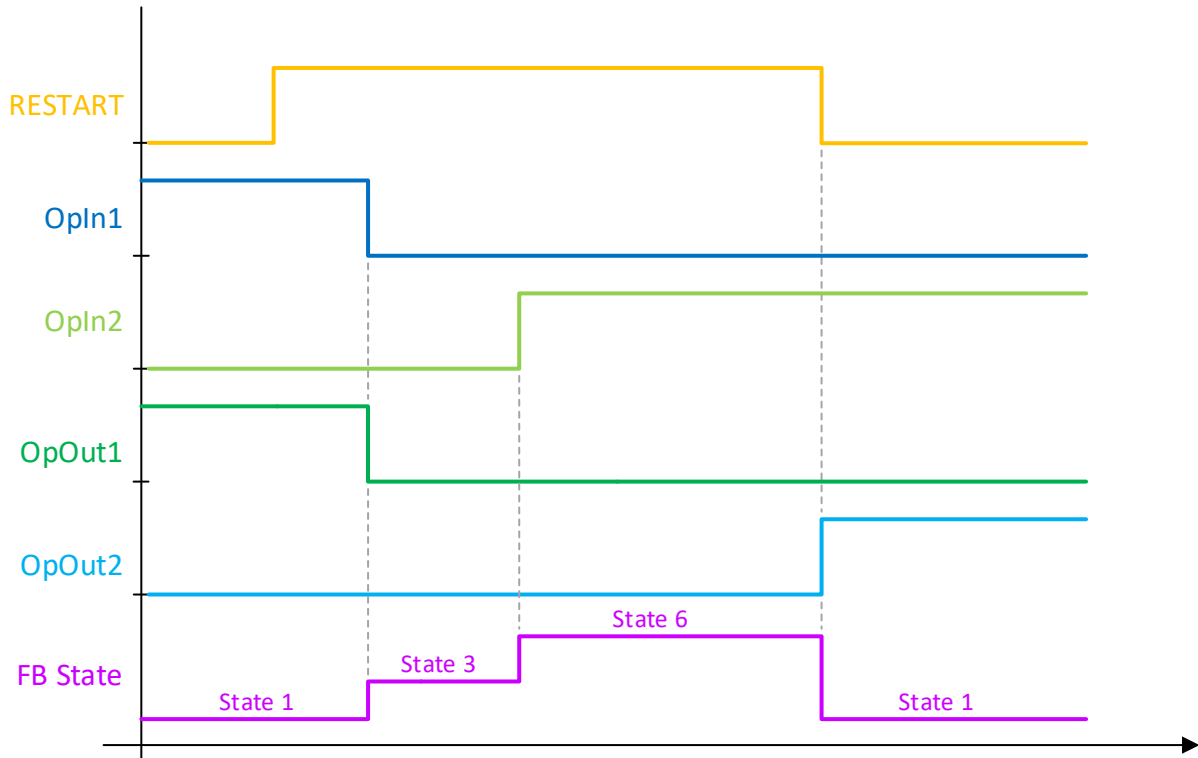 RESTART
OpIn1
OpIn2
OpOut1
OpOut2
State 6
State 3
FB State
State 1
State 1